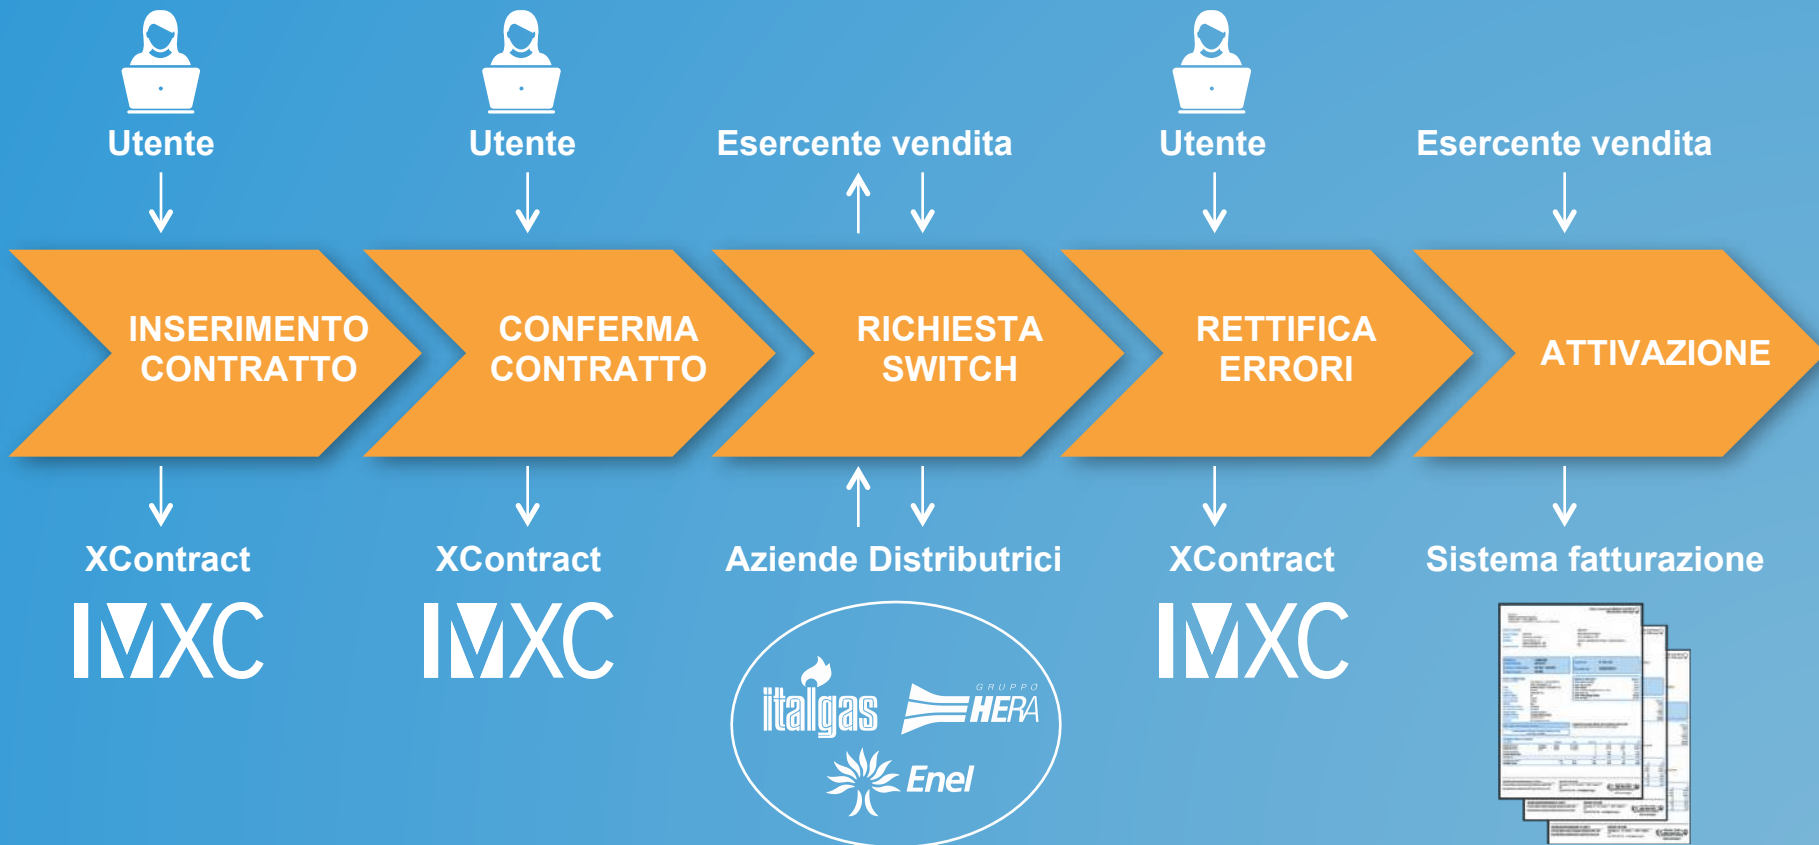 Utente
Utente
Esercente vendita
Utente
Esercente vendita
INSERIMENTO
CONTRATTO
CONFERMA
CONTRATTO
RICHIESTA
SWITCH
RETTIFICA
ERRORI
ATTIVAZIONE
XContract
XContract
Aziende Distributrici
XContract
Sistema fatturazione
IMXC
IMXC
italgas
GRUPPO
HERA
Enel
IMXC